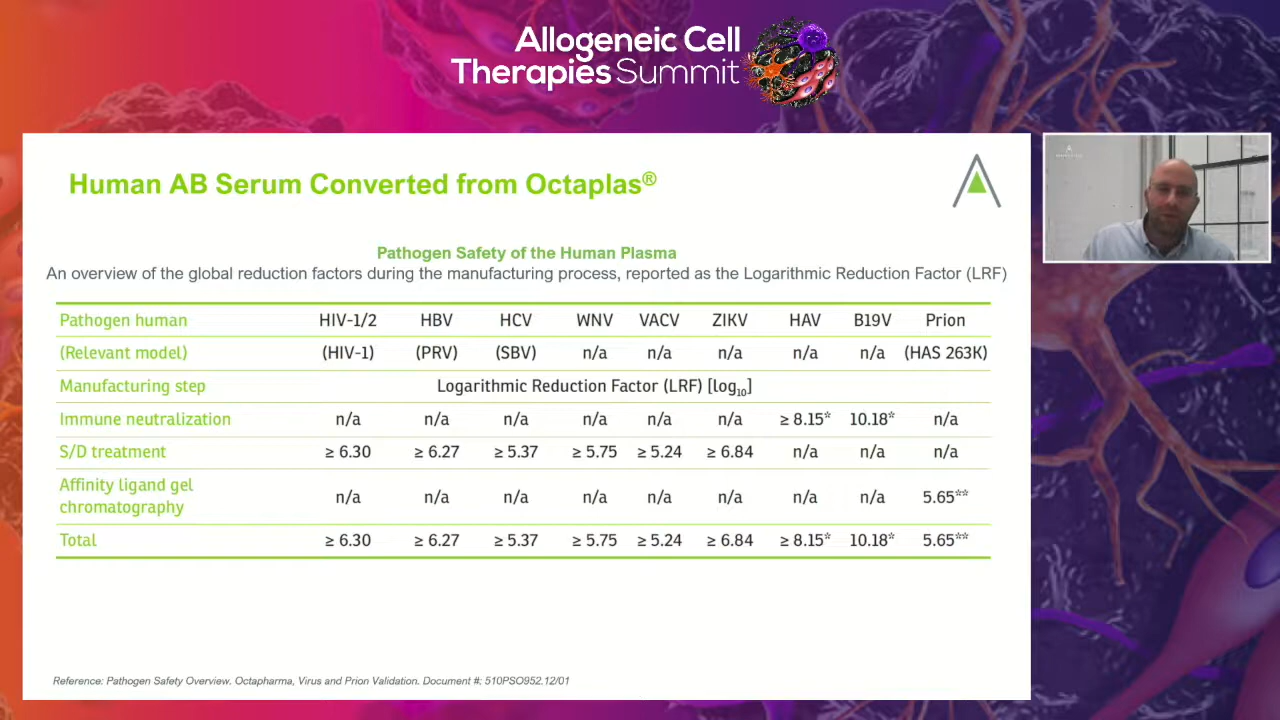 Allogeneic Cell
Therapies Summit
Human AB Serum Converted from Octaplas®
Pathogen Safety of the Human Plasma
An overview of the global reduction factors during the manufacturing process, reported as the Logarithmic Reduction Factor (LRF)
Pathogen human HIV-1/2 HBV HCV WNV VACV ZIKV HAV B19V Prion
(Relevant model) (HIV-1) (PRV) (SBV) n/a n/a n/a n/a n/a (HAS 263K)
Manufacturing step Logarithmic Reduction Factor (LRF) [log₁₀]
Immune neutralization n/a n/a n/a n/a n/a n/a ≥ 8.15* 10.18* n/a
S/D treatment ≥ 6.30 ≥ 6.27 ≥ 5.37 ≥ 5.75 ≥ 5.24 ≥ 6.84 n/a n/a n/a
Affinity ligand gel
chromatography n/a n/a n/a n/a n/a n/a n/a n/a 5.65**
Total ≥ 6.30 ≥ 6.27 ≥ 5.37 ≥ 5.75 ≥ 5.24 ≥ 6.84 ≥ 8.15* 10.18* 5.65**
Reference: Pathogen Safety Overview. Octapharma, Virus and Prion Validation. Document #: 510PSO952.12/01